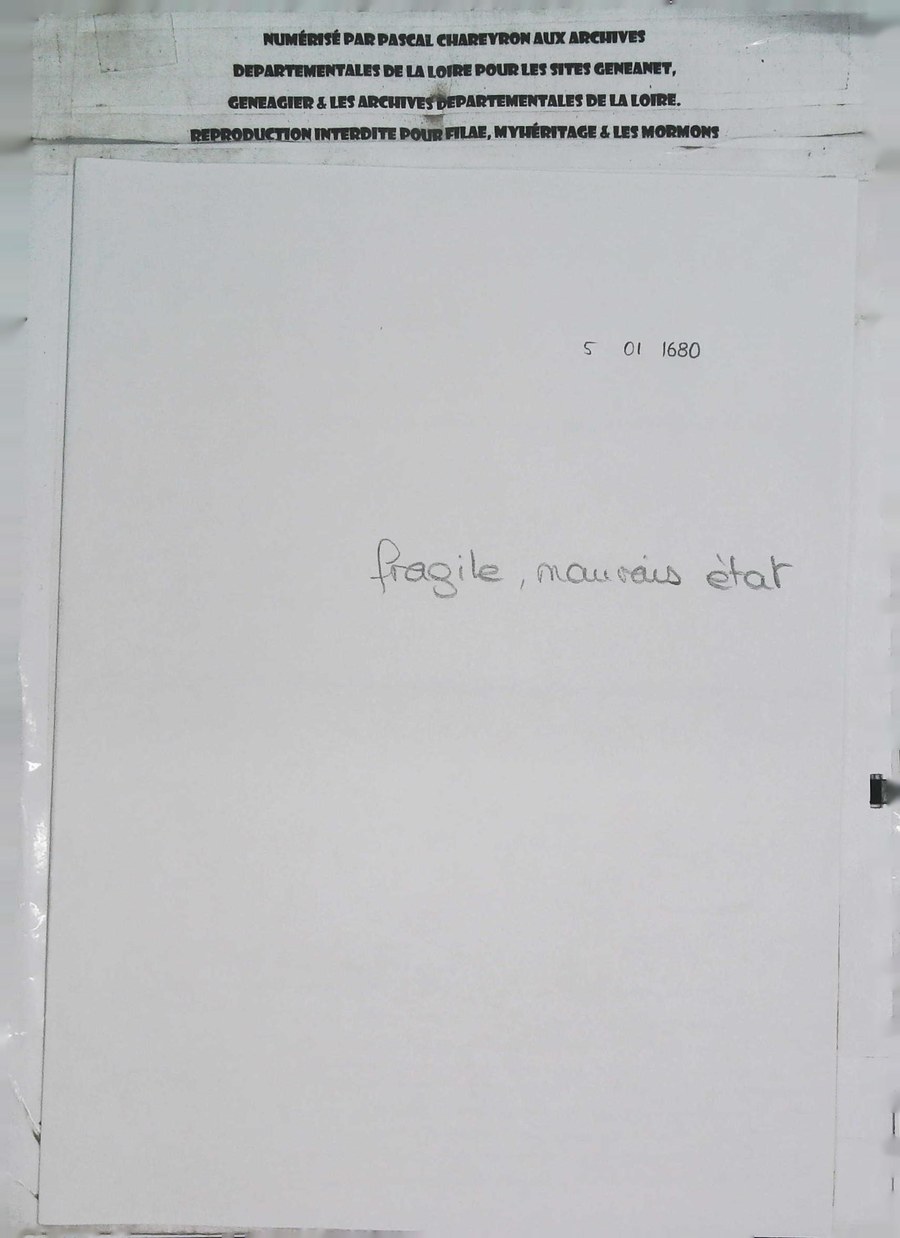 NUMÉRISÉ PAR PASCAL CHAREYRON AUX ARCHIVES
DEPARTEMENTALES DE LA LOIRE POUR LES SITES GENEANET,
GENEAGIER & LES ARCHIVES DEPARTEMENTALES DE LA LOIRE.
REPRODUCTION INTERDITE POUR FILAE, MYHÉRITAGE & LES MORMONS
5 01 1680
fragile, mauvais ètat